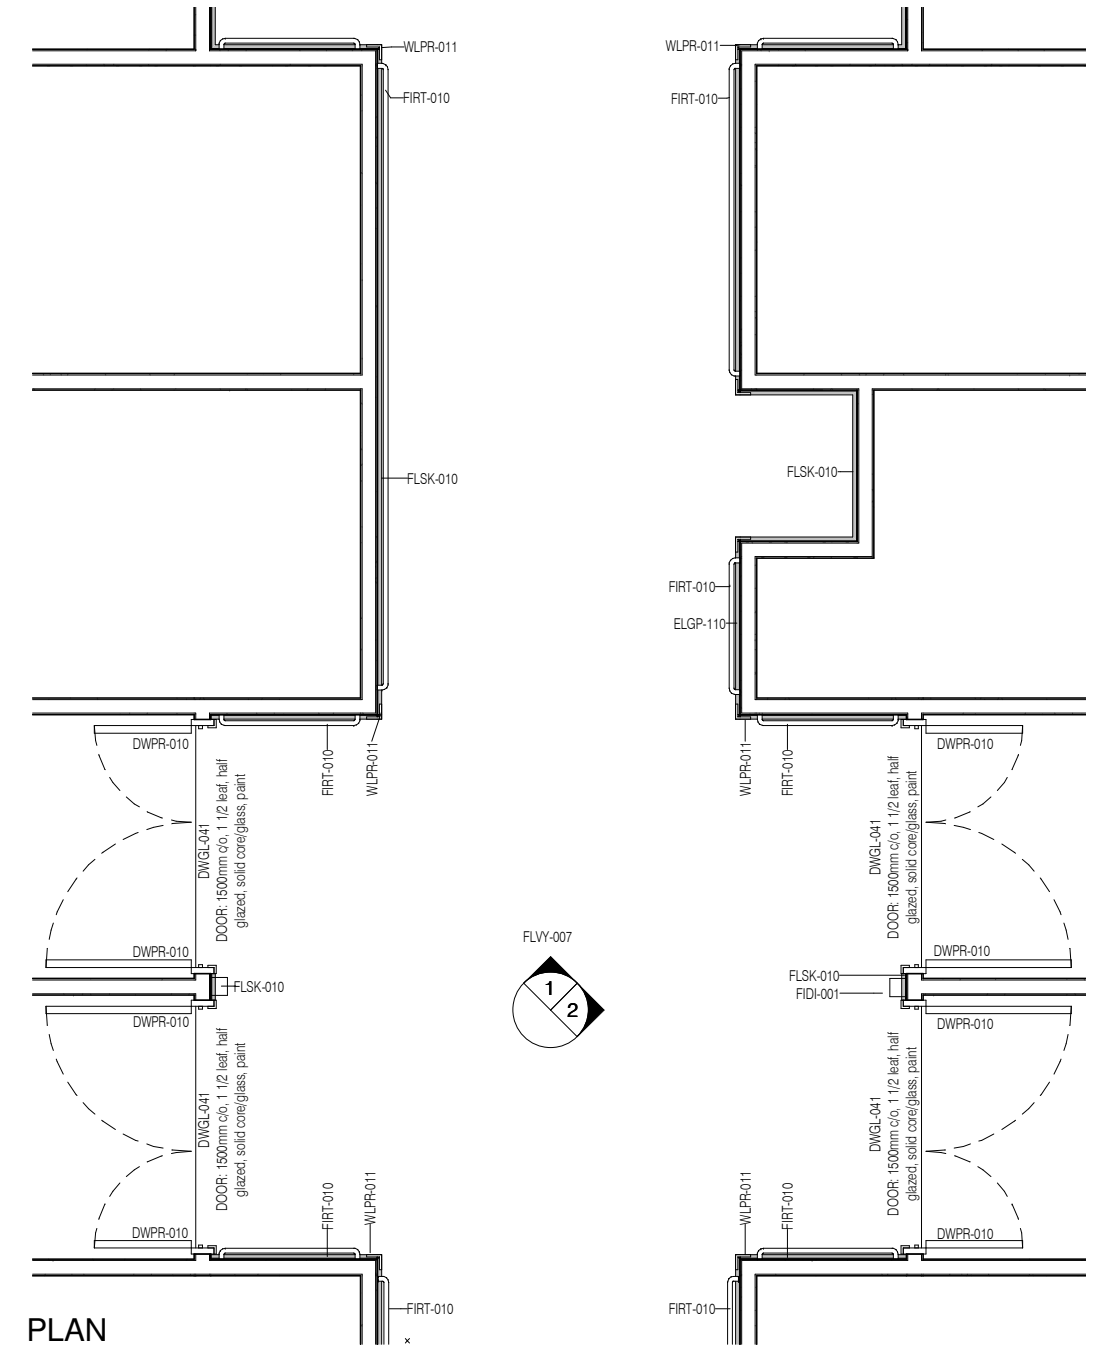 WLPR-011
WLPR-011
FIRT-010
FIRT-010
FLSK-010
FLSK-010
FIRT-010
ELGP-110
DWPR-010
DWPR-010
FIRT-010
WLPR-011
WLPR-011
FIRT-010
DWGL-041
DOOR: 1500mm c/o, 1 1/2 leaf, half
glazed, solid core/glass, paint
DWGL-041
DOOR: 1500mm c/o, 1 1/2 leaf, half
glazed, solid core/glass, paint
FLVY-007
DWPR-010
DWPR-010
FLSK-010
FLSK-010
FIDI-001
1
2
DWPR-010
DWPR-010
DWGL-041
DOOR: 1500mm c/o, 1 1/2 leaf, half
glazed, solid core/glass, paint
DWGL-041
DOOR: 1500mm c/o, 1 1/2 leaf, half
glazed, solid core/glass, paint
FIRT-010
WLPR-011
WLPR-011
FIRT-010
DWPR-010
DWPR-010
FIRT-010
FIRT-010
PLAN
x